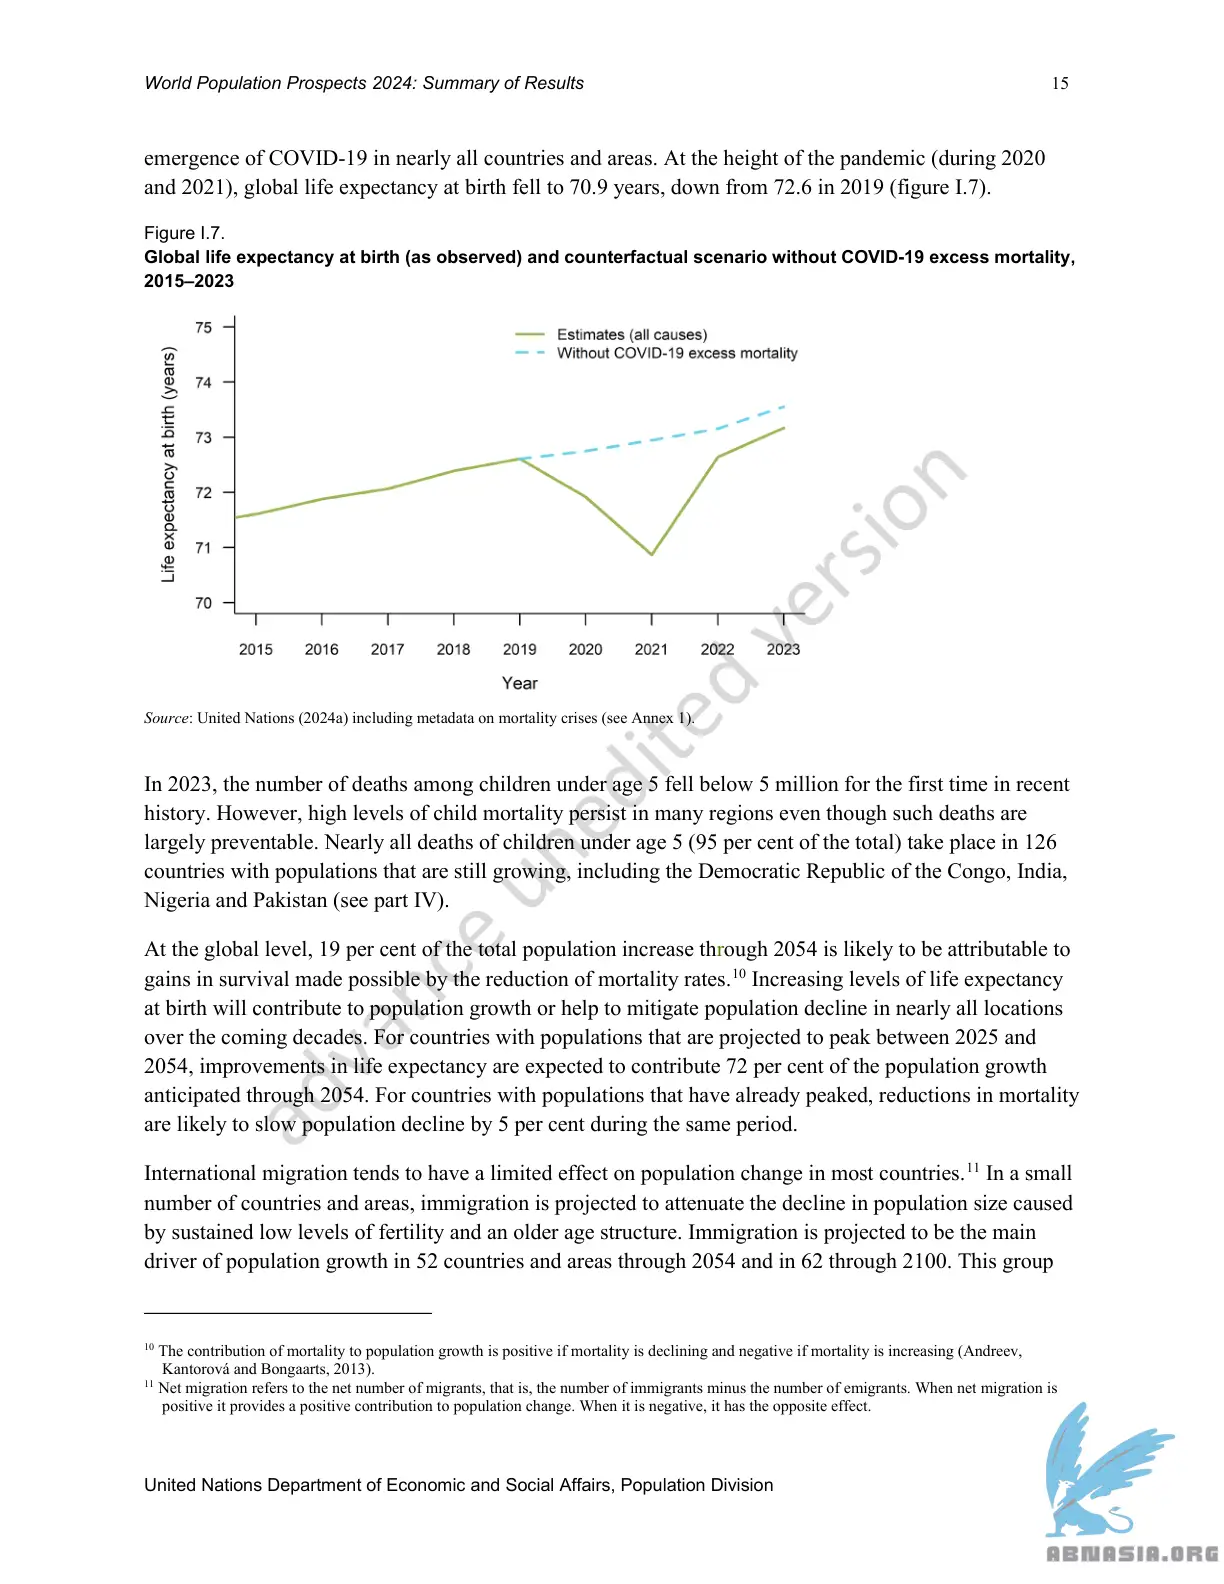 World Population Prospects 2024: Summary of Results 15
emergence of COVID-19 in nearly all countries and areas. At the height of the pandemic (during 2020
and 2021), global life expectancy at birth fell to 70.9 years, down from 72.6 in 2019 (figure I.7).
Figure I.7.
Global life expectancy at birth (as observed) and counterfactual scenario without COVID-19 excess mortality,
2015–2023
75
74
73
72
71
70
Life expectancy at birth (years)
Estimates (all causes)
Without COVID-19 excess mortality
2015 2016 2017 2018 2019 2020 2021 2022 2023
Year
Source: United Nations (2024a) including metadata on mortality crises (see Annex 1).
In 2023, the number of deaths among children under age 5 fell below 5 million for the first time in recent
history. However, high levels of child mortality persist in many regions even though such deaths are
largely preventable. Nearly all deaths of children under age 5 (95 per cent of the total) take place in 126
countries with populations that are still growing, including the Democratic Republic of the Congo, India,
Nigeria and Pakistan (see part IV).
At the global level, 19 per cent of the total population increase through 2054 is likely to be attributable to
gains in survival made possible by the reduction of mortality rates.10 Increasing levels of life expectancy
at birth will contribute to population growth or help to mitigate population decline in nearly all locations
over the coming decades. For countries with populations that are projected to peak between 2025 and
2054, improvements in life expectancy are expected to contribute 72 per cent of the population growth
anticipated through 2054. For countries with populations that have already peaked, reductions in mortality
are likely to slow population decline by 5 per cent during the same period.
International migration tends to have a limited effect on population change in most countries.11 In a small
number of countries and areas, immigration is projected to attenuate the decline in population size caused
by sustained low levels of fertility and an older age structure. Immigration is projected to be the main
driver of population growth in 52 countries and areas through 2054 and in 62 through 2100. This group
10 The contribution of mortality to population growth is positive if mortality is declining and negative if mortality is increasing (Andreev,
Kantorová and Bongaarts, 2013).
11 Net migration refers to the net number of migrants, that is, the number of immigrants minus the number of emigrants. When net migration is
positive it provides a positive contribution to population change. When it is negative, it has the opposite effect.
United Nations Department of Economic and Social Affairs, Population Division
advance unedited version
ABNASIA.ORG